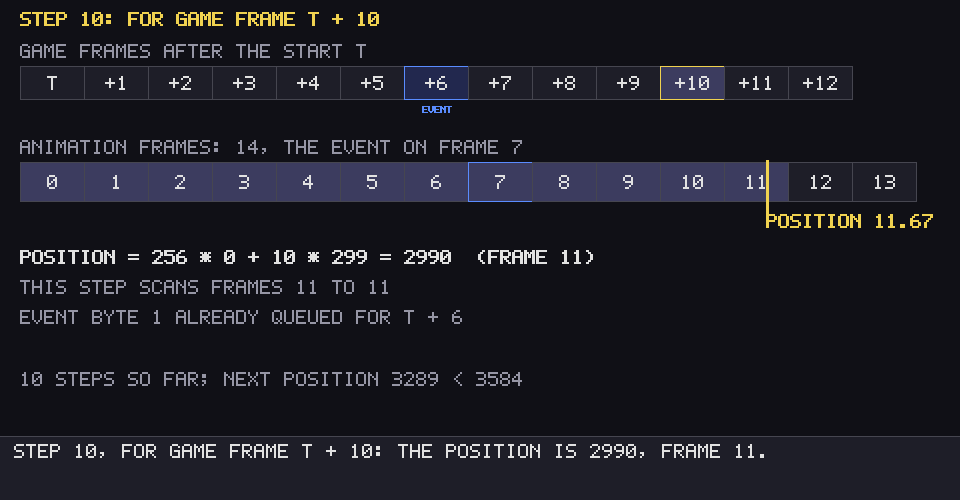 STEP 10: FOR GAME FRAME T + 10
GAME FRAMES AFTER THE START T
T +1 +2 +3 +4 +5 +6 +7 +8 +9 +10 +11 +12
EVENT
ANIMATION FRAMES: 14, THE EVENT ON FRAME 7
0 1 2 3 4 5 6 7 8 9 10 11 12 13
POSITION 11.67
POSITION = 256 * 0 + 10 * 299 = 2990 (FRAME 11)
THIS STEP SCANS FRAMES 11 TO 11
EVENT BYTE 1 ALREADY QUEUED FOR T + 6
10 STEPS SO FAR; NEXT POSITION 3289 < 3584
STEP 10, FOR GAME FRAME T + 10: THE POSITION IS 2990, FRAME 11.